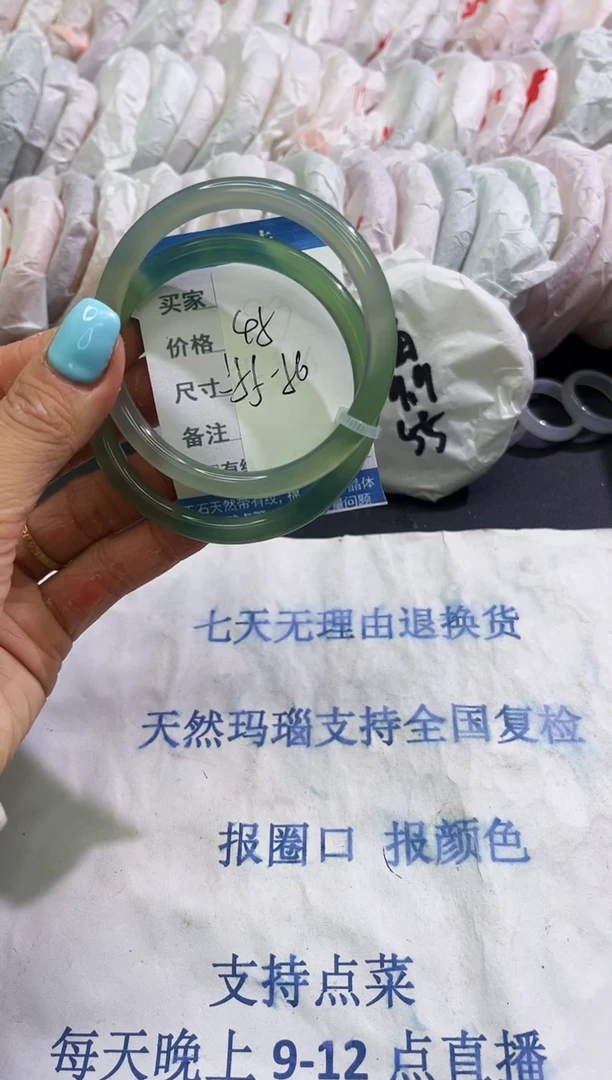 买家
价格
尺寸
备注
55
七天无理由退换货
天然玛瑙支持全国复检
报圈口 报颜色
支持点菜
每天晚上 9-12 点直播